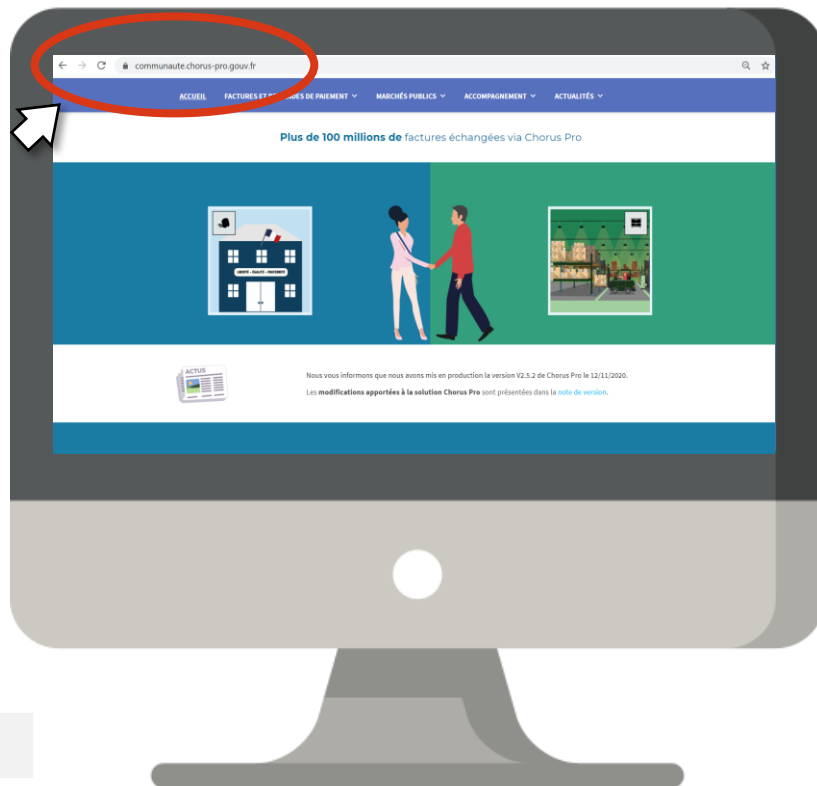 communaute.chorus-pro.gouv.fr
ACCUEIL FACTURES ET DES DE PAIEMENT MARCHÉS PUBLICS ACCOMPAGNEMENT ACTUALITÉS
Plus de 100 millions de factures échangées via Chorus Pro
LIBERTÉ - ÉGALITÉ - FRATERNITÉ
ACTUS
Nous vous informons que nous avons mis en production la version V2.5.2 de Chorus Pro le 12/11/2020.
Les modifications apportées à la solution Chorus Pro sont présentées dans la note de version.